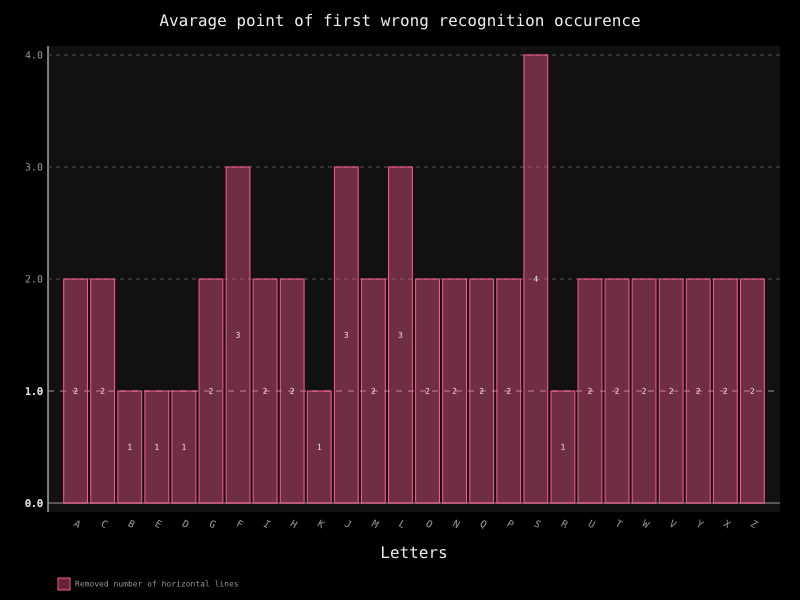 Avarage point of first wrong recognition occurence
4.0
3.0
2.0
1.0
0.0
2 2 1 1 1 2 3 2 2 1 3 2 3 2 2 2 2 4 1 2 2 2 2 2 2 2
A C B E D G F I H K J M L O N Q P S R U T W V Y X Z
Letters
Removed number of horizontal lines